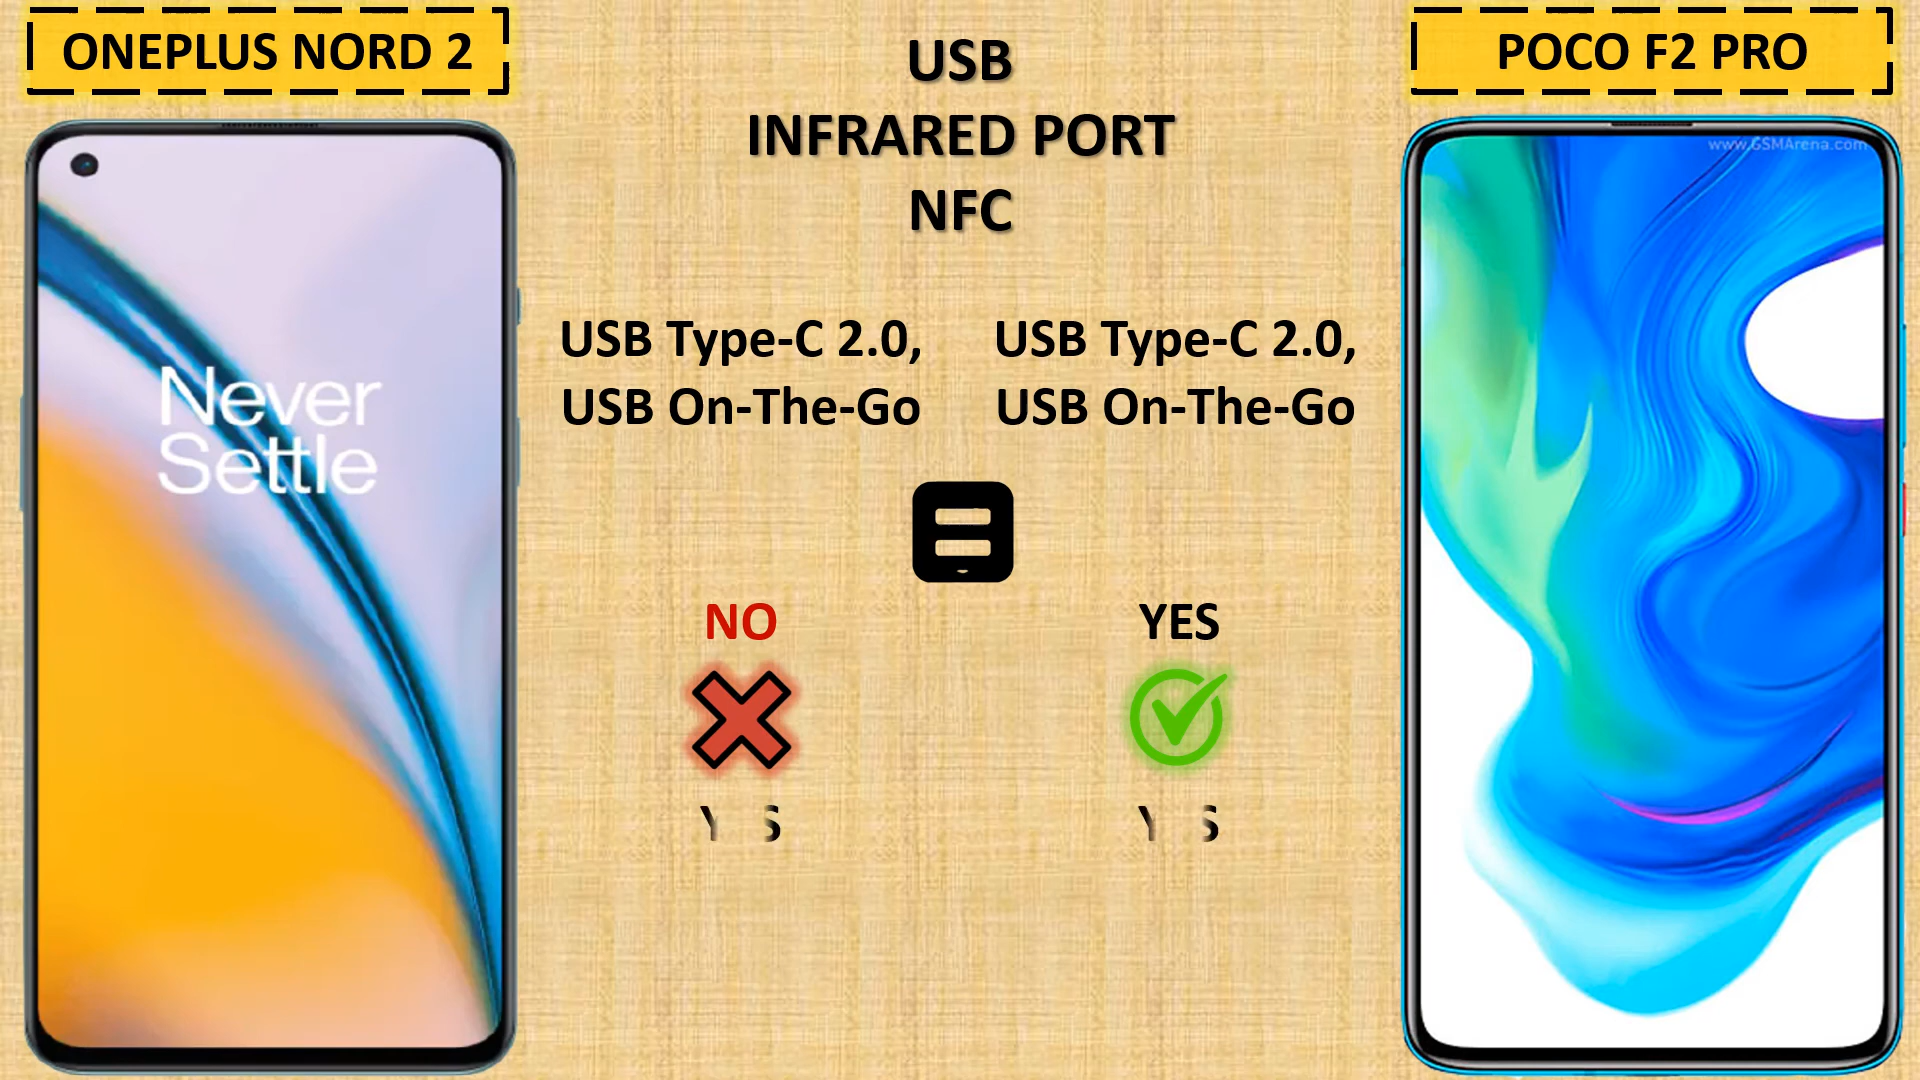 ONEPLUS NORD 2
USB
INFRARED PORT
NFC
POCO F2 PRO
www.GSMArena.com
Never
Settle
USB Type-C 2.0,
USB On-The-Go
USB Type-C 2.0,
USB On-The-Go
NO
YES